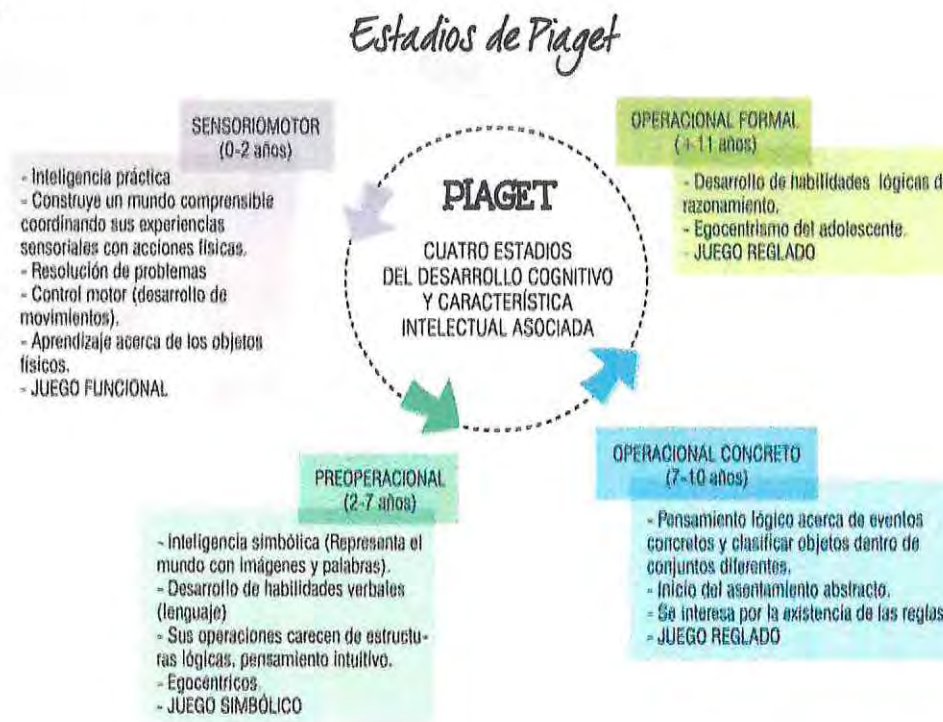 Estadios de Piaget
SENSORIOMOTOR
(0-2 años)
- Inteligencia práctica
- Construye un mundo comprensible
coordinando sus experiencias
sensoriales con acciones físicas.
- Resolución de problemas
- Control motor (desarrollo de
movimientos).
- Aprendizaje acerca de los objetos
físicos.
- JUEGO FUNCIONAL
PIAGET
CUATRO ESTADIOS
DEL DESARROLLO COGNITIVO
Y CARACTERÍSTICA
INTELECTUAL ASOCIADA
OPERACIONAL FORMAL
(+11 años)
- Desarrollo de habilidades lógicas d
razonamiento.
- Egocentrismo del adolescente.
- JUEGO REGLADO
PREOPERACIONAL
(2-7 años)
- Inteligencia simbólica (Representa el
mundo con imágenes y palabras).
- Desarrollo de habilidades verbales
(lenguaje)
- Sus operaciones carecen de estructu-
ras lógicas, pensamiento intuitivo.
- Egocéntricos
- JUEGO SIMBÓLICO
OPERACIONAL CONCRETO
(7-10 años)
- Pensamiento lógico acerca de eventos
concretos y clasificar objetos dentro de
conjuntos diferentes.
- Inicio del asentamiento abstracto.
- Se interesa por la existencia de las reglas
- JUEGO REGLADO